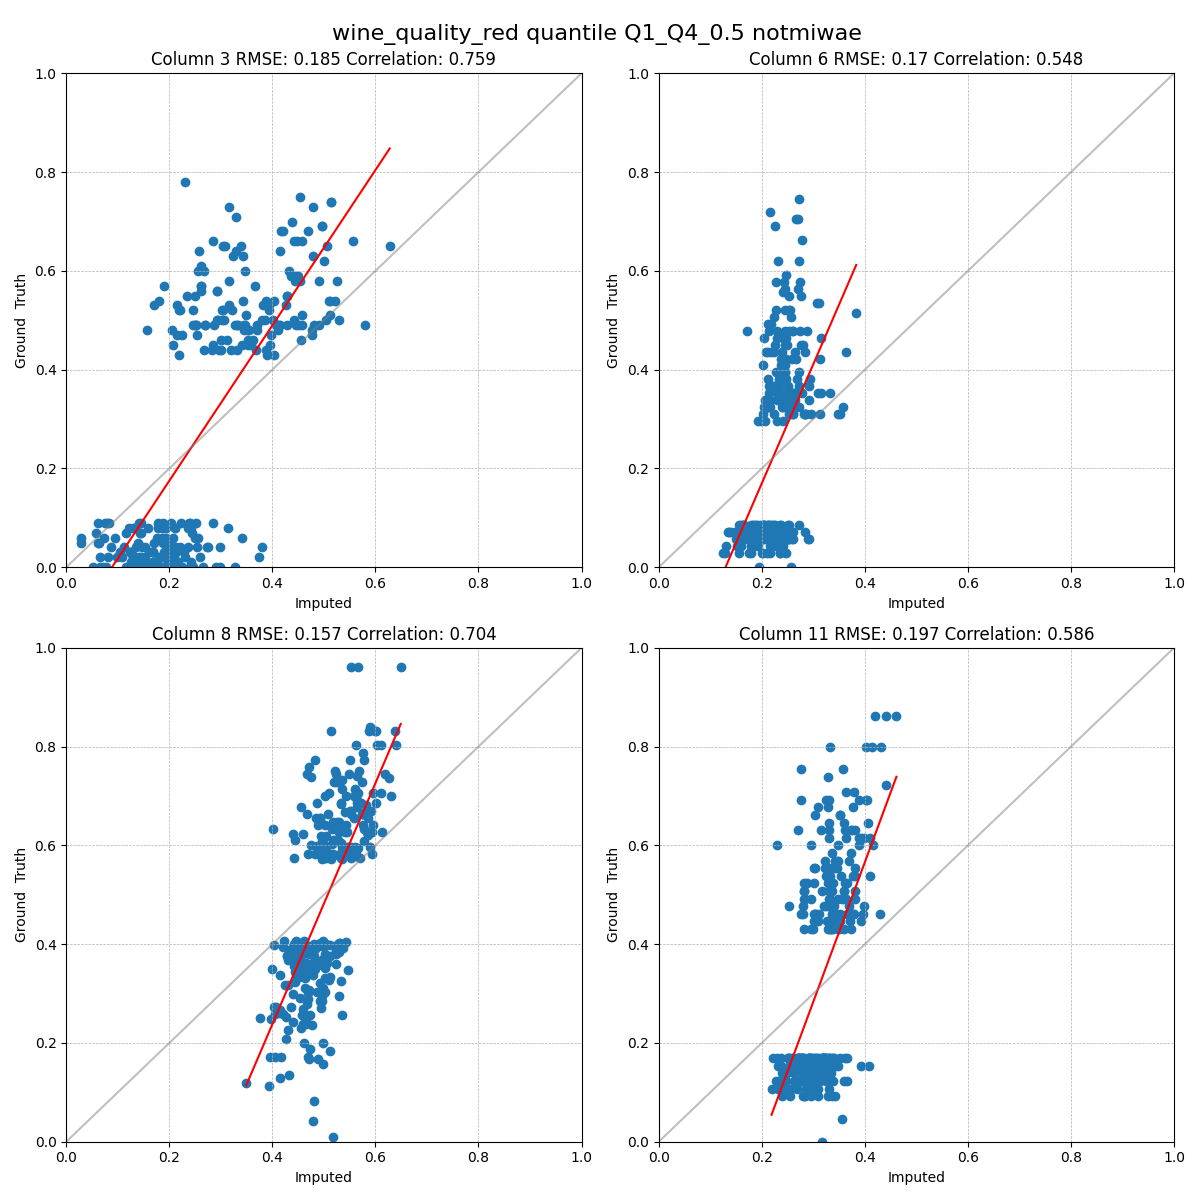 wine_quality_red quantile Q1_Q4_0.5 notmiwae
Column 3 RMSE: 0.185 Correlation: 0.759
1.0
0.8
0.6
0.4
0.2
0.0
Ground Truth
0.0 0.2 0.4 0.6 0.8 1.0
Imputed
Column 6 RMSE: 0.17 Correlation: 0.548
1.0
0.8
0.6
0.4
0.2
0.0
Ground Truth
0.0 0.2 0.4 0.6 0.8 1.0
Imputed
Column 8 RMSE: 0.157 Correlation: 0.704
1.0
0.8
0.6
0.4
0.2
0.0
Ground Truth
0.0 0.2 0.4 0.6 0.8 1.0
Imputed
Column 11 RMSE: 0.197 Correlation: 0.586
1.0
0.8
0.6
0.4
0.2
0.0
Ground Truth
0.0 0.2 0.4 0.6 0.8 1.0
Imputed